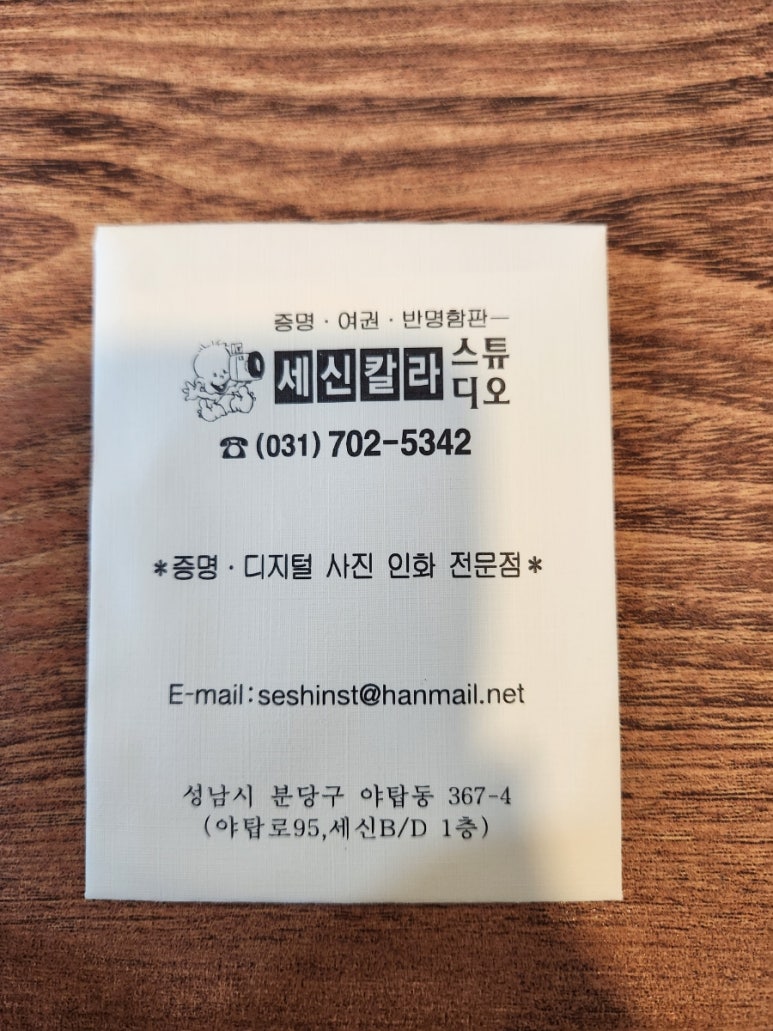 증명 · 여권 · 반명함판—
세신칼라 스튜디오
☎ (031) 702-5342
*증명 · 디지털 사진 인화 전문점*
E-mail:seshinst@hanmail.net
성남시 분당구 야탑동 367-4
(야탑로95,세신B/D 1층)